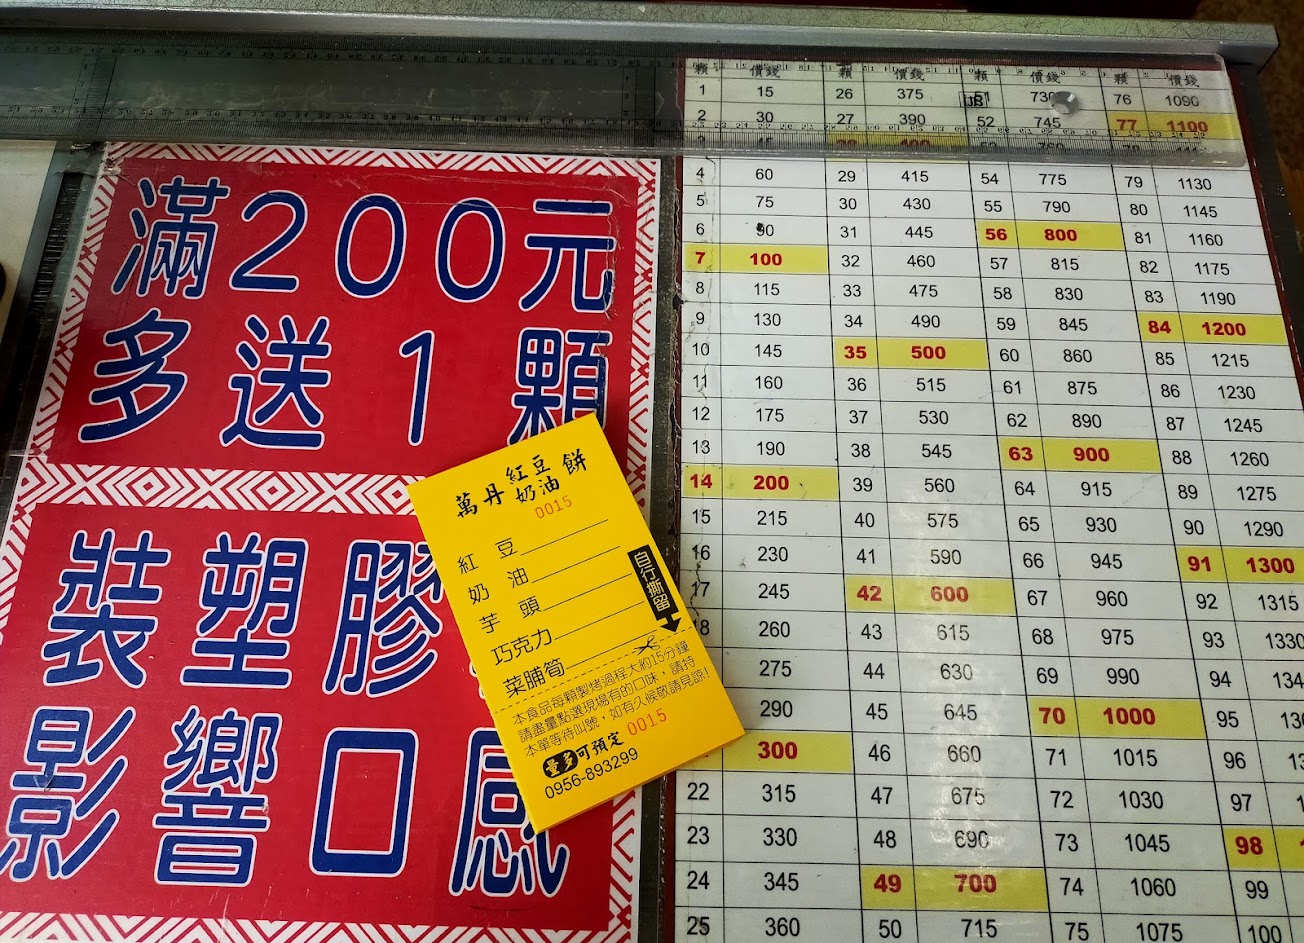 滿200元
多送1顆
裝塑膠
影響口感
萬丹紅豆奶油餅
0015
紅豆
奶油
芋頭
巧克力
菜脯筍
自行撕留
本食品每顆製烤過程大約15分鐘
請盡量點選現場有的口味,請持
本單等待叫號,如有久候敬請見諒!
量多可預定 0015
0956-893299
顆 價錢 顆 價錢 顆 價錢 顆 價錢
1 15 26 375 51 730 76 1090
2 30 27 390 52 745 77 1100
4 60 29 415 54 775 79 1130
5 75 30 430 55 790 80 1145
6 90 31 445 56 800 81 1160
7 100 32 460 57 815 82 1175
8 115 33 475 58 830 83 1190
9 130 34 490 59 845 84 1200
10 145 35 500 60 860 85 1215
11 160 36 515 61 875 86 1230
12 175 37 530 62 890 87 1245
13 190 38 545 63 900 88 1260
14 200 39 560 64 915 89 1275
15 215 40 575 65 930 90 1290
16 230 41 590 66 945 91 1300
17 245 42 600 67 960 92 1315
18 260 43 615 68 975 93 1330
275 44 630 69 990 94
290 45 645 70 1000 95
300 46 660 71 1015 96
22 315 47 675 72 1030 97
23 330 48 690 73 1045 98
24 345 49 700 74 1060 99
25 360 50 715 75 1075 100